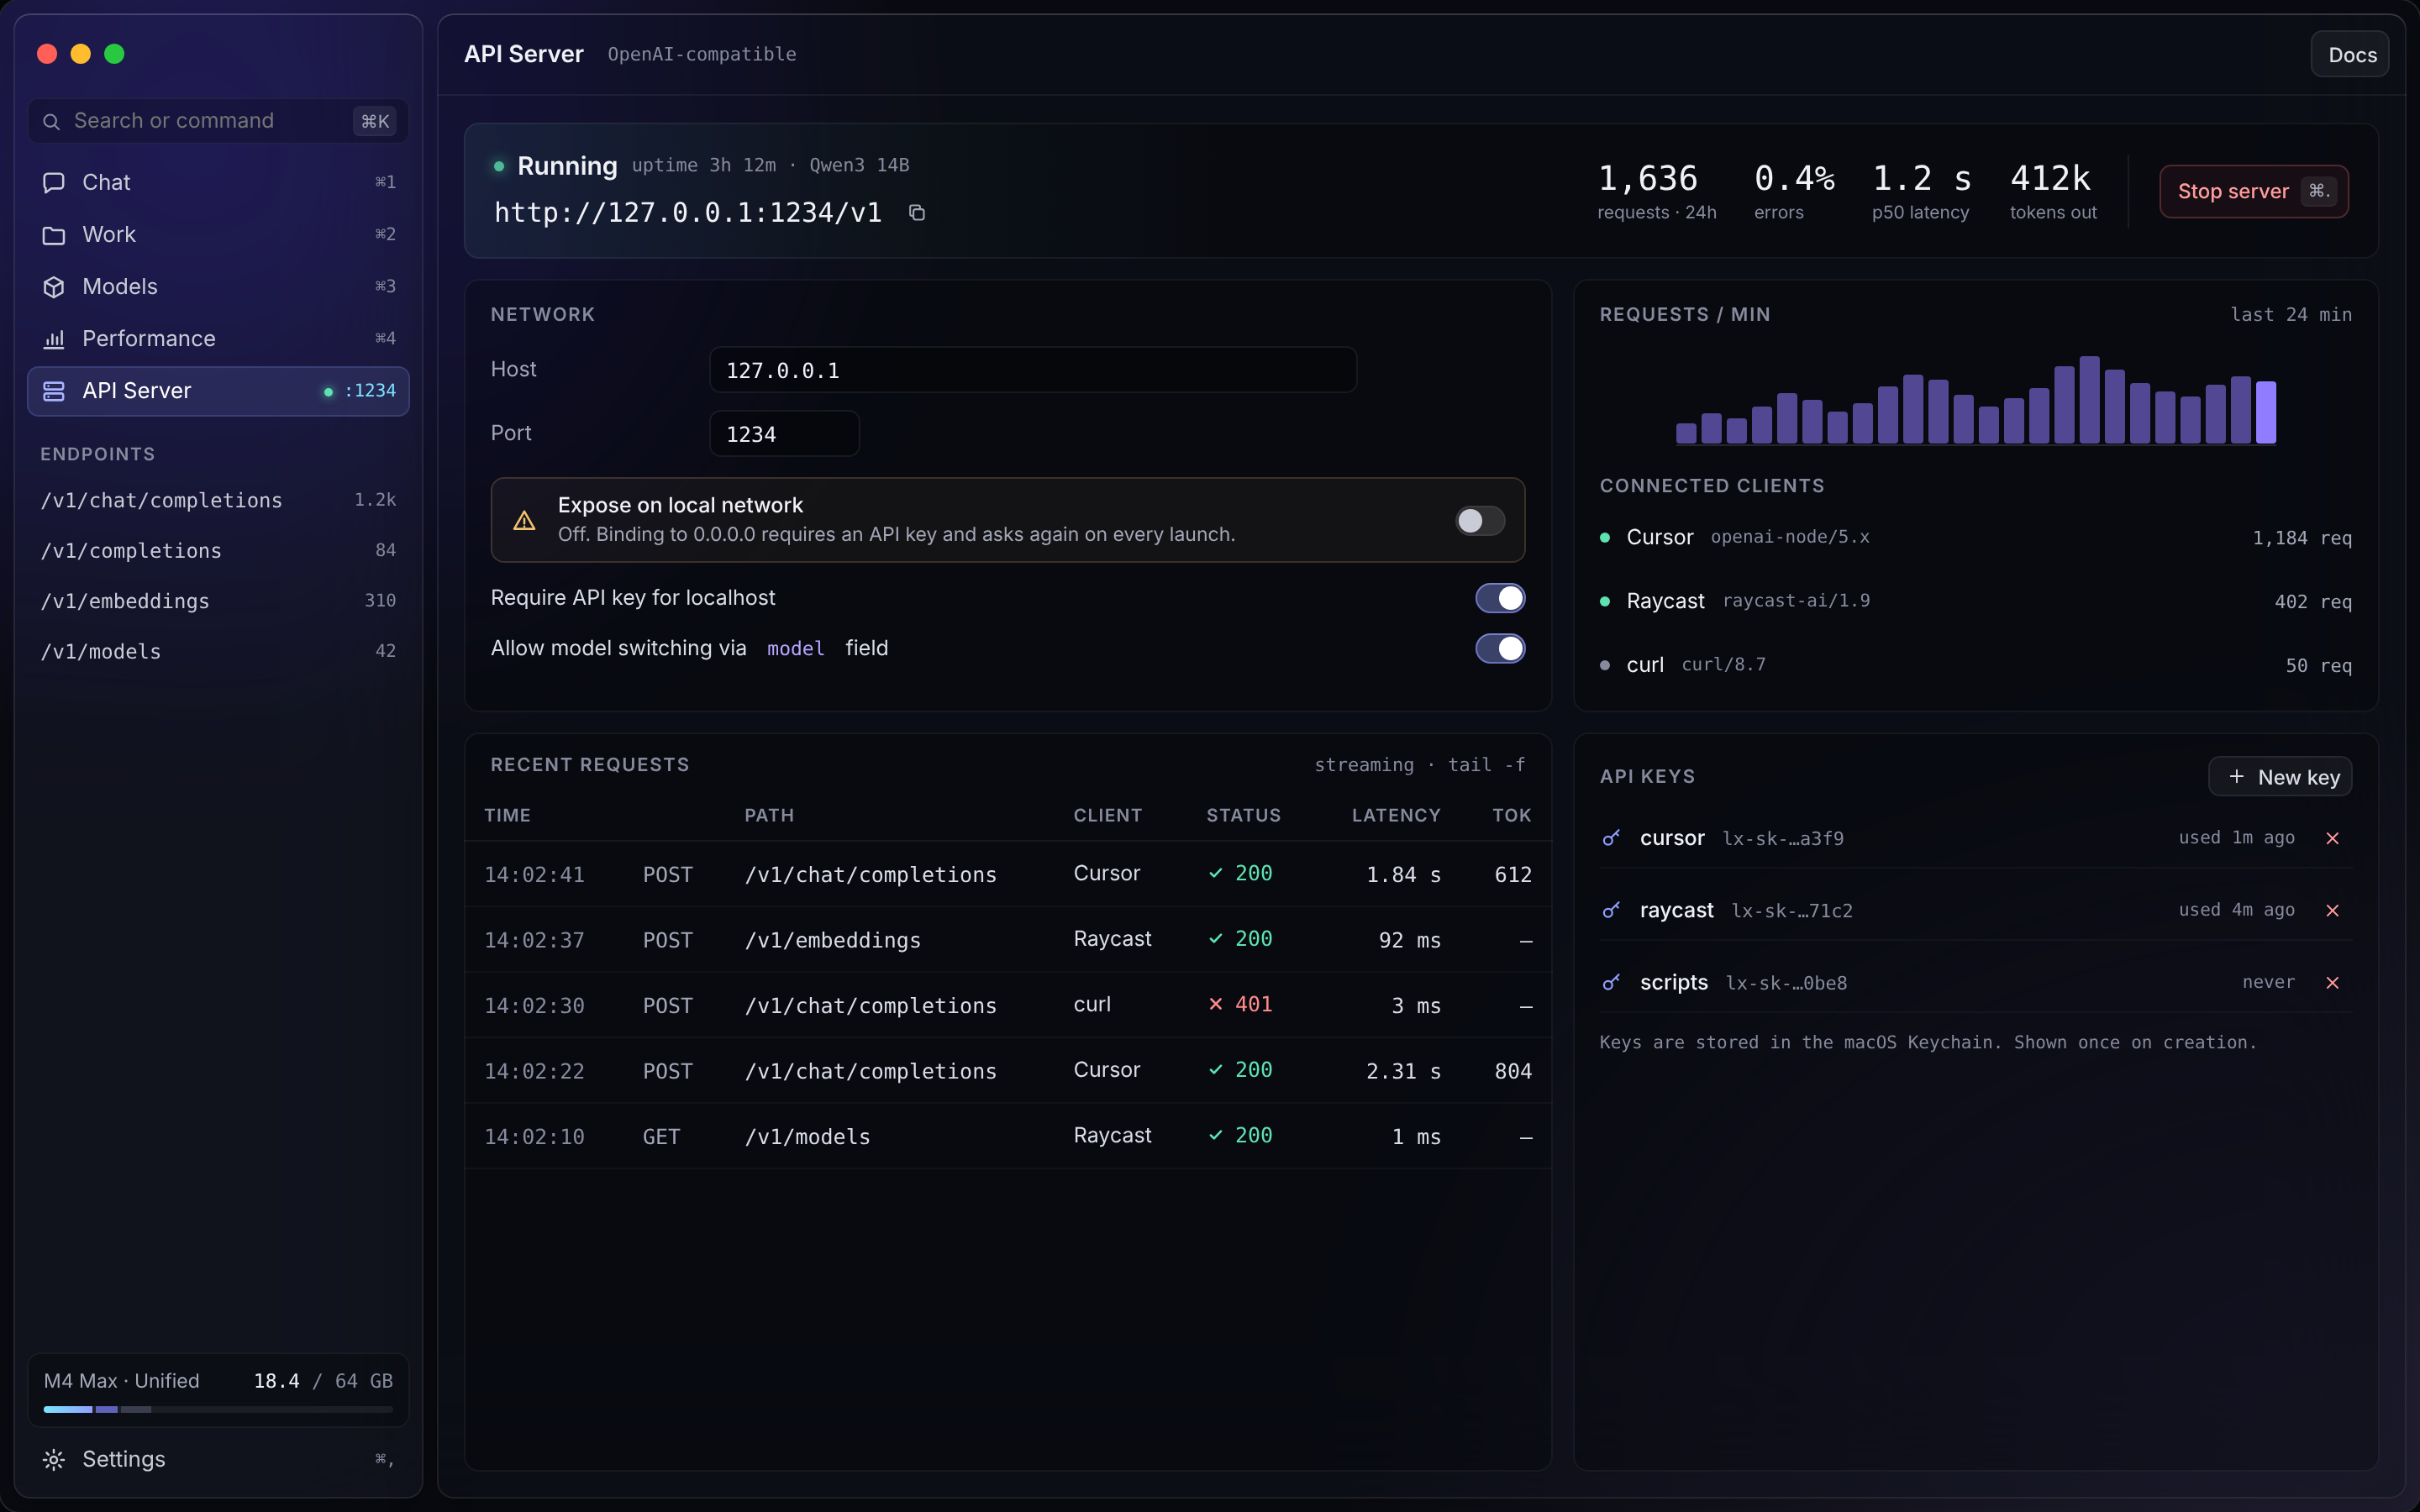 Search or command ⌘K
Chat ⌘1
Work ⌘2
Models ⌘3
Performance ⌘4
API Server :1234
ENDPOINTS
/v1/chat/completions 1.2k
/v1/completions 84
/v1/embeddings 310
/v1/models 42
M4 Max · Unified 18.4 / 64 GB
Settings ⌘,
API Server OpenAI-compatible
Docs
Running uptime 3h 12m · Qwen3 14B
http://127.0.0.1:1234/v1
1,636 0.4% 1.2 s 412k
requests · 24h errors p50 latency tokens out
Stop server ⌘.
NETWORK
Host 127.0.0.1
Port 1234
Expose on local network
Off. Binding to 0.0.0.0 requires an API key and asks again on every launch.
Require API key for localhost
Allow model switching via model field
REQUESTS / MIN last 24 min
CONNECTED CLIENTS
Cursor openai-node/5.x 1,184 req
Raycast raycast-ai/1.9 402 req
curl curl/8.7 50 req
RECENT REQUESTS streaming · tail -f
TIME PATH CLIENT STATUS LATENCY TOK
14:02:41 POST /v1/chat/completions Cursor 200 1.84 s 612
14:02:37 POST /v1/embeddings Raycast 200 92 ms —
14:02:30 POST /v1/chat/completions curl 401 3 ms —
14:02:22 POST /v1/chat/completions Cursor 200 2.31 s 804
14:02:10 GET /v1/models Raycast 200 1 ms —
API KEYS + New key
cursor lx-sk-…a3f9 used 1m ago
raycast lx-sk-…71c2 used 4m ago
scripts lx-sk-…0be8 never
Keys are stored in the macOS Keychain. Shown once on creation.